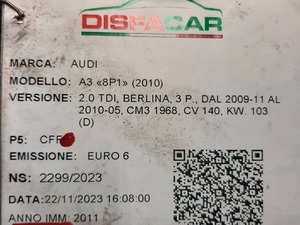 DISFACAR
MARCA: AUDI
MODELLO: A3 «8P1» (2010)
VERSIONE: 2.0 TDI, BERLINA, 3 P., DAL 2009-11 AL
2010-05, CM3 1968, CV 140, KW. 103
(D)
P5: CFF
EMISSIONE: EURO 6
NS: 2299/2023
DATA:22/11/2023 16:08:00
ANNO IMM: 2011